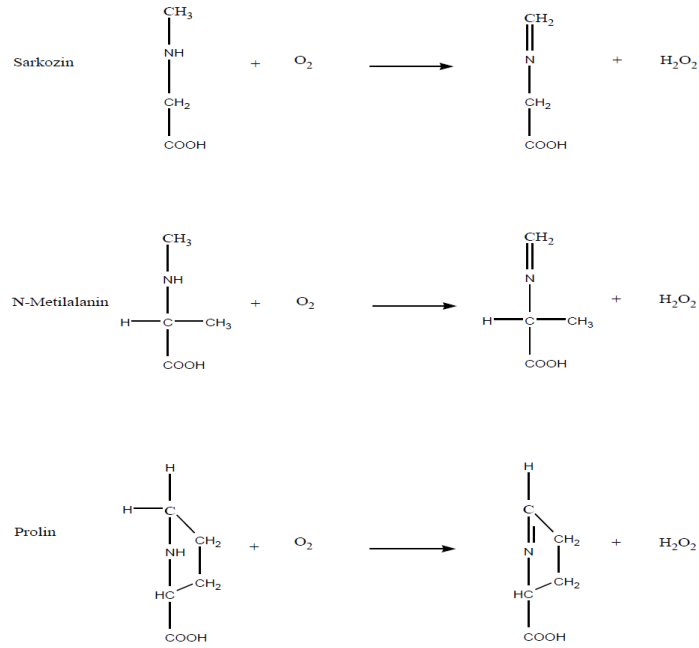 CH₃ CH₂
NH N
Sarkozin + O₂ + H₂O₂
CH₂ CH₂
COOH COOH
CH₃ CH₂
NH N
N-Metilalanin + O₂ + H₂O₂
H C CH₃ H C CH₃
COOH COOH
H H
H C C
Prolin CH₂ CH₂
NH + O₂ N + H₂O₂
HC CH₂ HC CH₂
COOH COOH